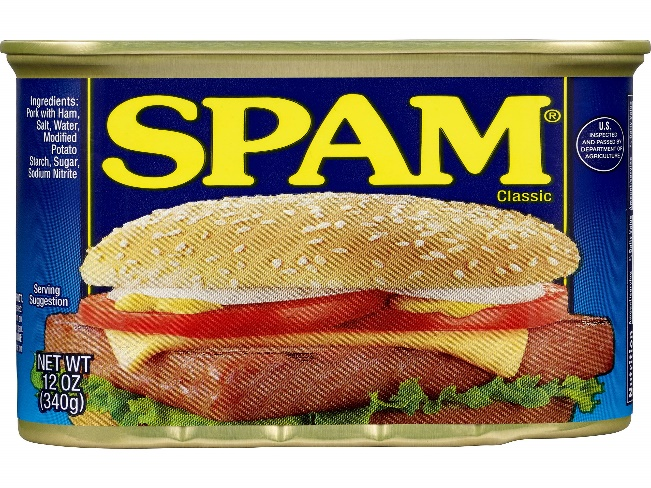 Ingredients:
Pork with Ham,
Salt, Water,
Modified
Potato
Starch, Sugar,
Sodium Nitrite
SPAM®
Classic
U.S.
INSPECTED
AND PASSED BY
DEPARTMENT OF
AGRICULTURE
Serving
Suggestion
NET WT
12 OZ
(340g)
Nutrition